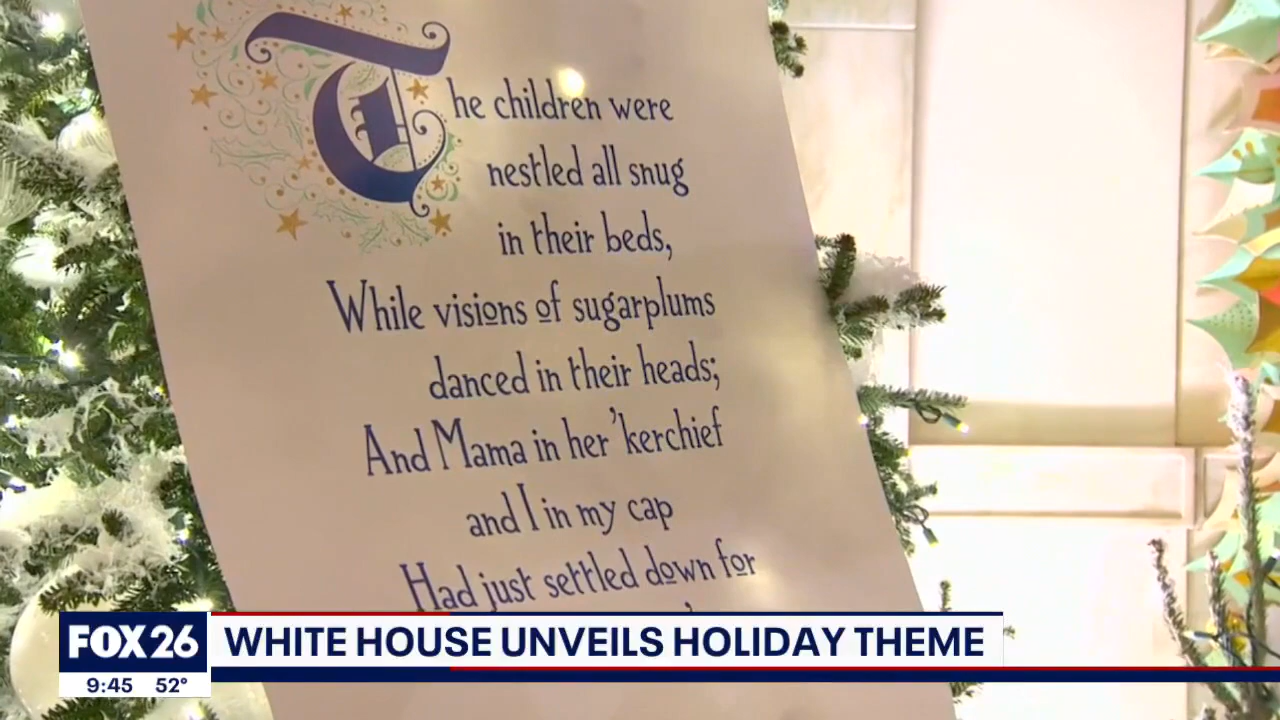 The children were
nestled all snug
in their beds,
While visions of sugarplums
danced in their heads;
And Mama in her 'kerchief
and I in my cap
Had just settled down for
FOX 26
WHITE HOUSE UNVEILS HOLIDAY THEME
9:45 52°